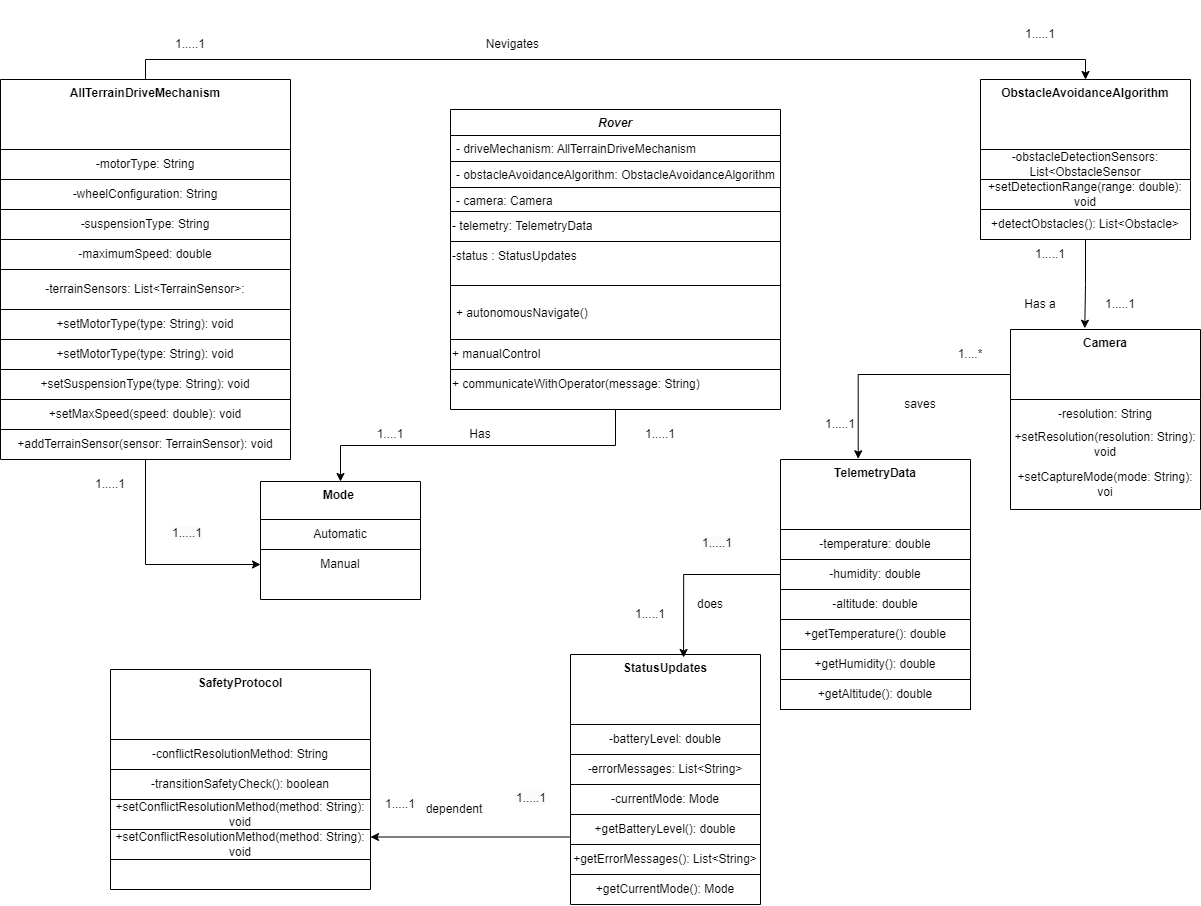 1.....1
Nevigates
1.....1
AllTerrainDriveMechanism
-motorType: String
-wheelConfiguration: String
-suspensionType: String
-maximumSpeed: double
-terrainSensors: List<TerrainSensor>:
+setMotorType(type: String): void
+setMotorType(type: String): void
+setSuspensionType(type: String): void
+setMaxSpeed(speed: double): void
+addTerrainSensor(sensor: TerrainSensor): void
Rover
- driveMechanism: AllTerrainDriveMechanism
- obstacleAvoidanceAlgorithm: ObstacleAvoidanceAlgorithm
- camera: Camera
- telemetry: TelemetryData
-status : StatusUpdates
+ autonomousNavigate()
+ manualControl
+ communicateWithOperator(message: String)
ObstacleAvoidanceAlgorithm
-obstacleDetectionSensors:
List<ObstacleSensor
+setDetectionRange(range: double):
void
+detectObstacles(): List<Obstacle>
1.....1
Has a
1.....1
Camera
-resolution: String
+setResolution(resolution: String):
void
+setCaptureMode(mode: String):
voi
1....*
saves
1.....1
1....1
Has
1.....1
1.....1
1.....1
Mode
Automatic
Manual
TelemetryData
-temperature: double
-humidity: double
-altitude: double
+getTemperature(): double
+getHumidity(): double
+getAltitude(): double
1.....1
does
1.....1
StatusUpdates
-batteryLevel: double
-errorMessages: List<String>
-currentMode: Mode
+getBatteryLevel(): double
+getErrorMessages(): List<String>
+getCurrentMode(): Mode
SafetyProtocol
-conflictResolutionMethod: String
-transitionSafetyCheck(): boolean
+setConflictResolutionMethod(method: String):
void
+setConflictResolutionMethod(method: String):
void
1.....1
dependent
1.....1